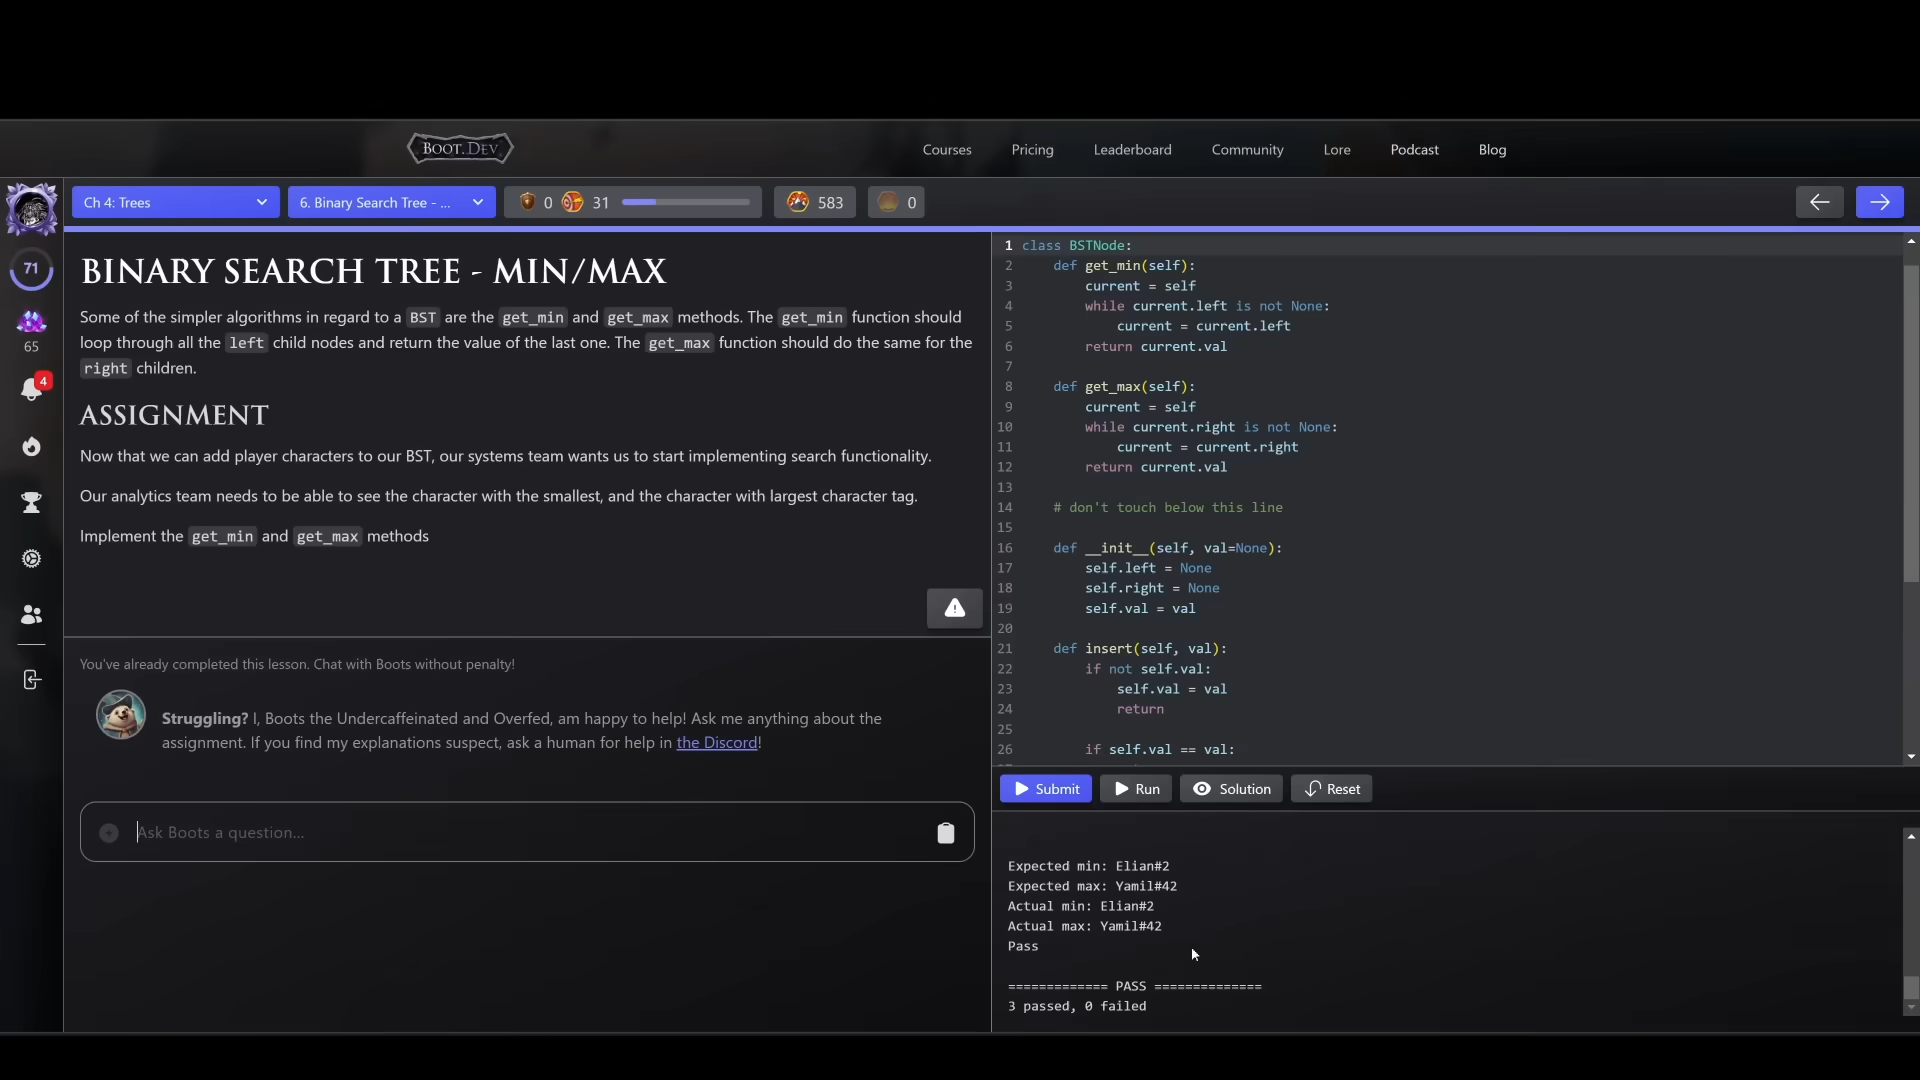 BOOT.DEV
Courses
Pricing
Leaderboard
Community
Lore
Podcast
Blog
Ch 4: Trees
6. Binary Search Tree - ...
0
31
583
0
71
65
4
BINARY SEARCH TREE - MIN/MAX
Some of the simpler algorithms in regard to a BST are the get_min and get_max methods. The get_min function should
loop through all the left child nodes and return the value of the last one. The get_max function should do the same for the
right children.
ASSIGNMENT
Now that we can add player characters to our BST, our systems team wants us to start implementing search functionality.
Our analytics team needs to be able to see the character with the smallest, and the character with largest character tag.
Implement the get_min and get_max methods
You've already completed this lesson. Chat with Boots without penalty!
Struggling? I, Boots the Undercaffeinated and Overfed, am happy to help! Ask me anything about the
assignment. If you find my explanations suspect, ask a human for help in the Discord!
Ask Boots a question...
1 class BSTNode:
2     def get_min(self):
3         current = self
4         while current.left is not None:
5             current = current.left
6         return current.val
7
8     def get_max(self):
9         current = self
10         while current.right is not None:
11             current = current.right
12         return current.val
13
14     # don't touch below this line
15
16     def __init__(self, val=None):
17         self.left = None
18         self.right = None
19         self.val = val
20
21     def insert(self, val):
22         if not self.val:
23             self.val = val
24             return
25
26         if self.val == val:
Submit
Run
Solution
Reset
Expected min: Elian#2
Expected max: Yamil#42
Actual min: Elian#2
Actual max: Yamil#42
Pass
============= PASS ==============
3 passed, 0 failed